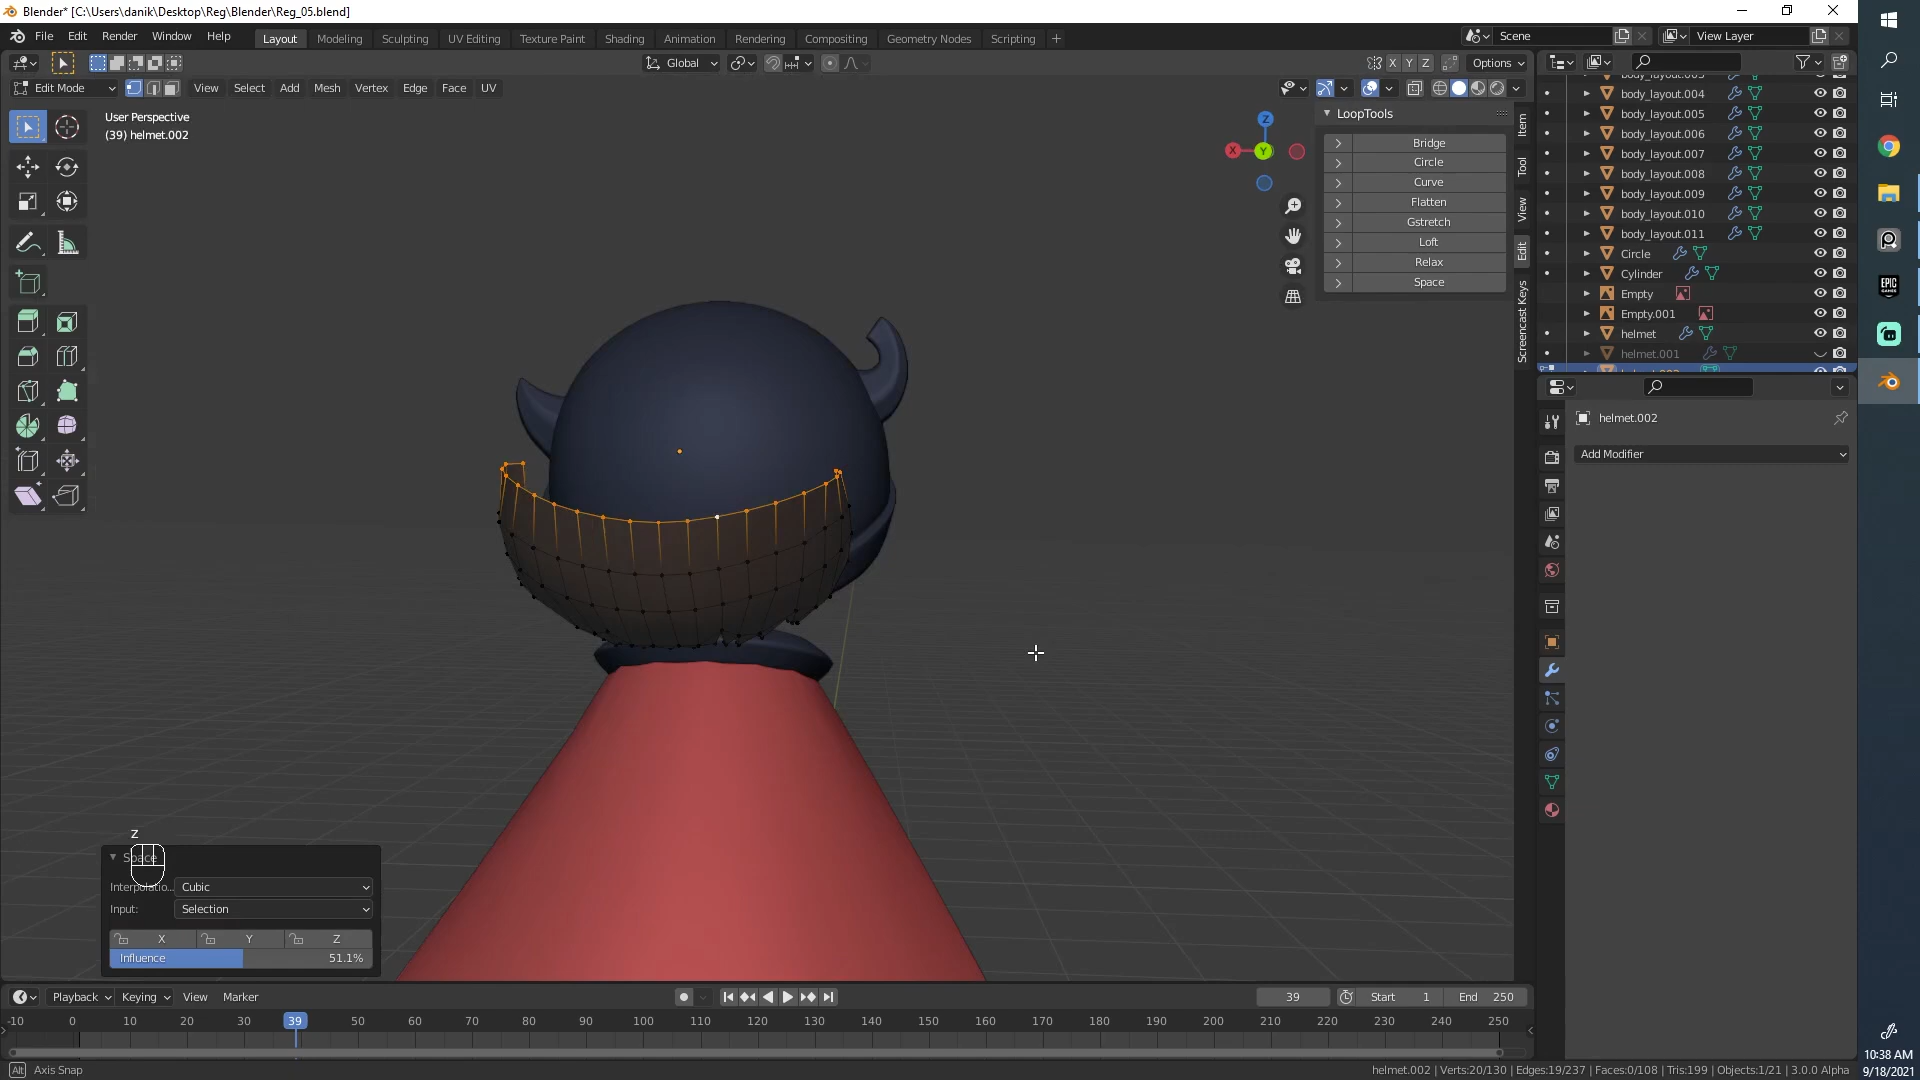 Blender* [C:\Users\danik\Desktop\Reg\Blender\Reg_05.blend]
File Edit Render Window Help
Layout Modeling Sculpting UV Editing Texture Paint Shading Animation Rendering Compositing Geometry Nodes Scripting +
Scene
View Layer
Global
X Y Z
Options
Edit Mode
View Select Add Mesh Vertex Edge Face UV
User Perspective
(39) helmet.002
Z
X
Y
LoopTools
Bridge
Circle
Curve
Flatten
Gstretch
Loft
Relax
Space
Item
Tool
View
Edit
Screencast Keys
body_layout.003
body_layout.004
body_layout.005
body_layout.006
body_layout.007
body_layout.008
body_layout.009
body_layout.010
body_layout.011
Circle
Cylinder
Empty
Empty.001
helmet
helmet.001
helmet.002
Add Modifier
EPIC
GAMES
z
Cubic
Input:
Selection
X Y Z
Influence 51.1%
Playback Keying View Marker
39
Start 1
End 250
-10 0 10 20 30 39 50 60 70 80 90 100 110 120 130 140 150 160 170 180 190 200 210 220 230 240 250
Alt Axis Snap
helmet.002 | Verts:20/130 | Edges:19/237 | Faces:0/108 | Tris:199 | Objects:1/21 | 3.0.0 Alpha
10:38 AM
9/18/2021